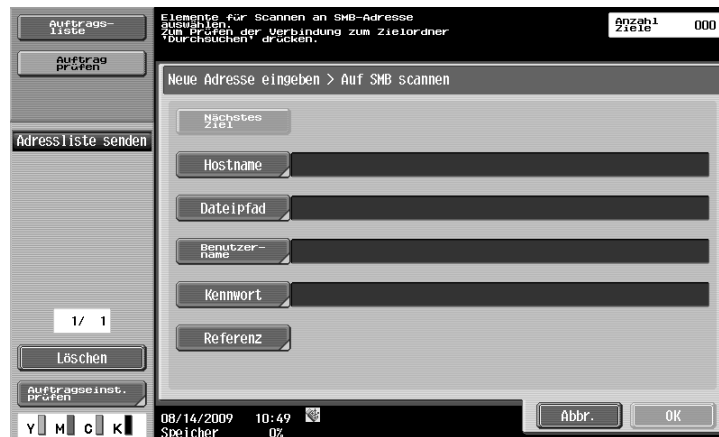 Auftrags-
liste
Auftrag
prüfen
Adressliste senden
1/ 1
Löschen
Auftragseinst.
prüfen
Y M C K
Elemente für Scannen an SMB-Adresse
auswählen.
Zum Prüfen der Verbindung zum Zielordner
'Durchsuchen' drücken.
Anzahl
Ziele 000
Neue Adresse eingeben > Auf SMB scannen
Nächstes
Ziel
Hostname
Dateipfad
Benutzer-
name
Kennwort
Referenz
08/14/2009 10:49
Speicher 0%
Abbr. OK